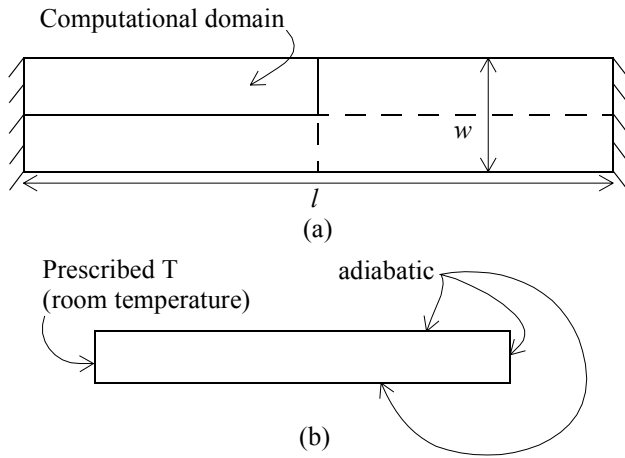 Computational domain
w
l
(a)
Prescribed T
(room temperature)
adiabatic
(b)